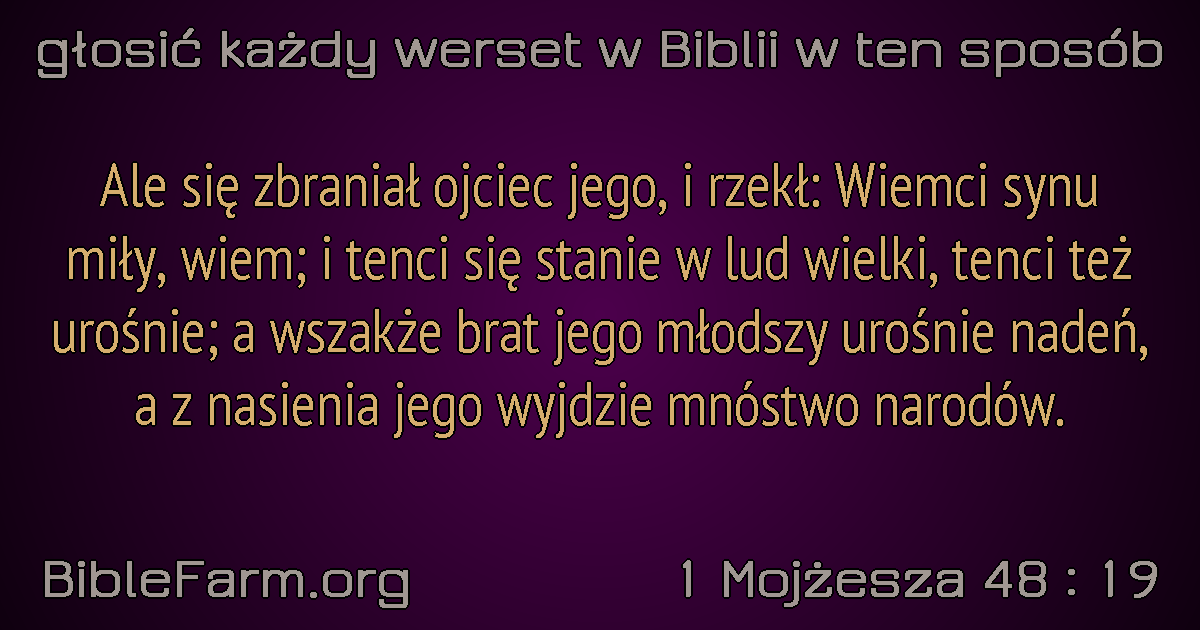 głosić każdy werset w Biblii w ten sposób
Ale się zbraniał ojciec jego, i rzekł: Wiemci synu
miły, wiem; i tenci się stanie w lud wielki, tenci też
urośnie; a wszakże brat jego młodszy urośnie nadeń,
a z nasienia jego wyjdzie mnóstwo narodów.
BibleFarm.org
1 Mojżesza 48 : 19